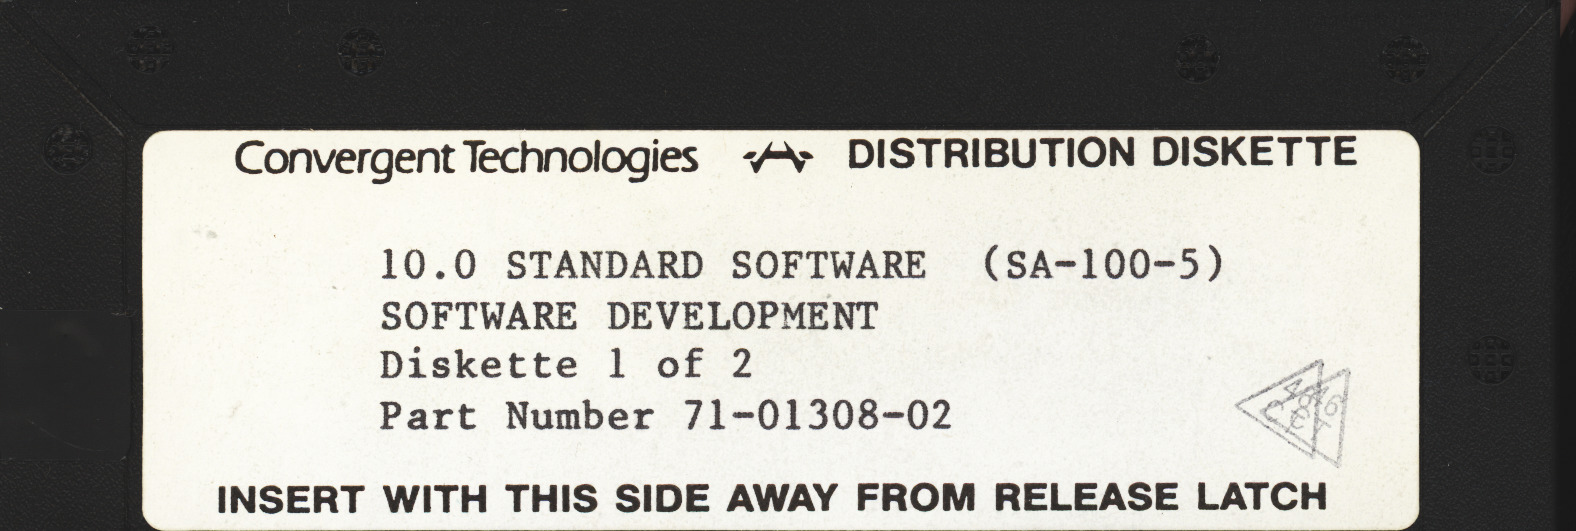 Convergent Technologies DISTRIBUTION DISKETTE
10.0 STANDARD SOFTWARE (SA-100-5)
SOFTWARE DEVELOPMENT
Diskette 1 of 2
Part Number 71-01308-02
INSERT WITH THIS SIDE AWAY FROM RELEASE LATCH